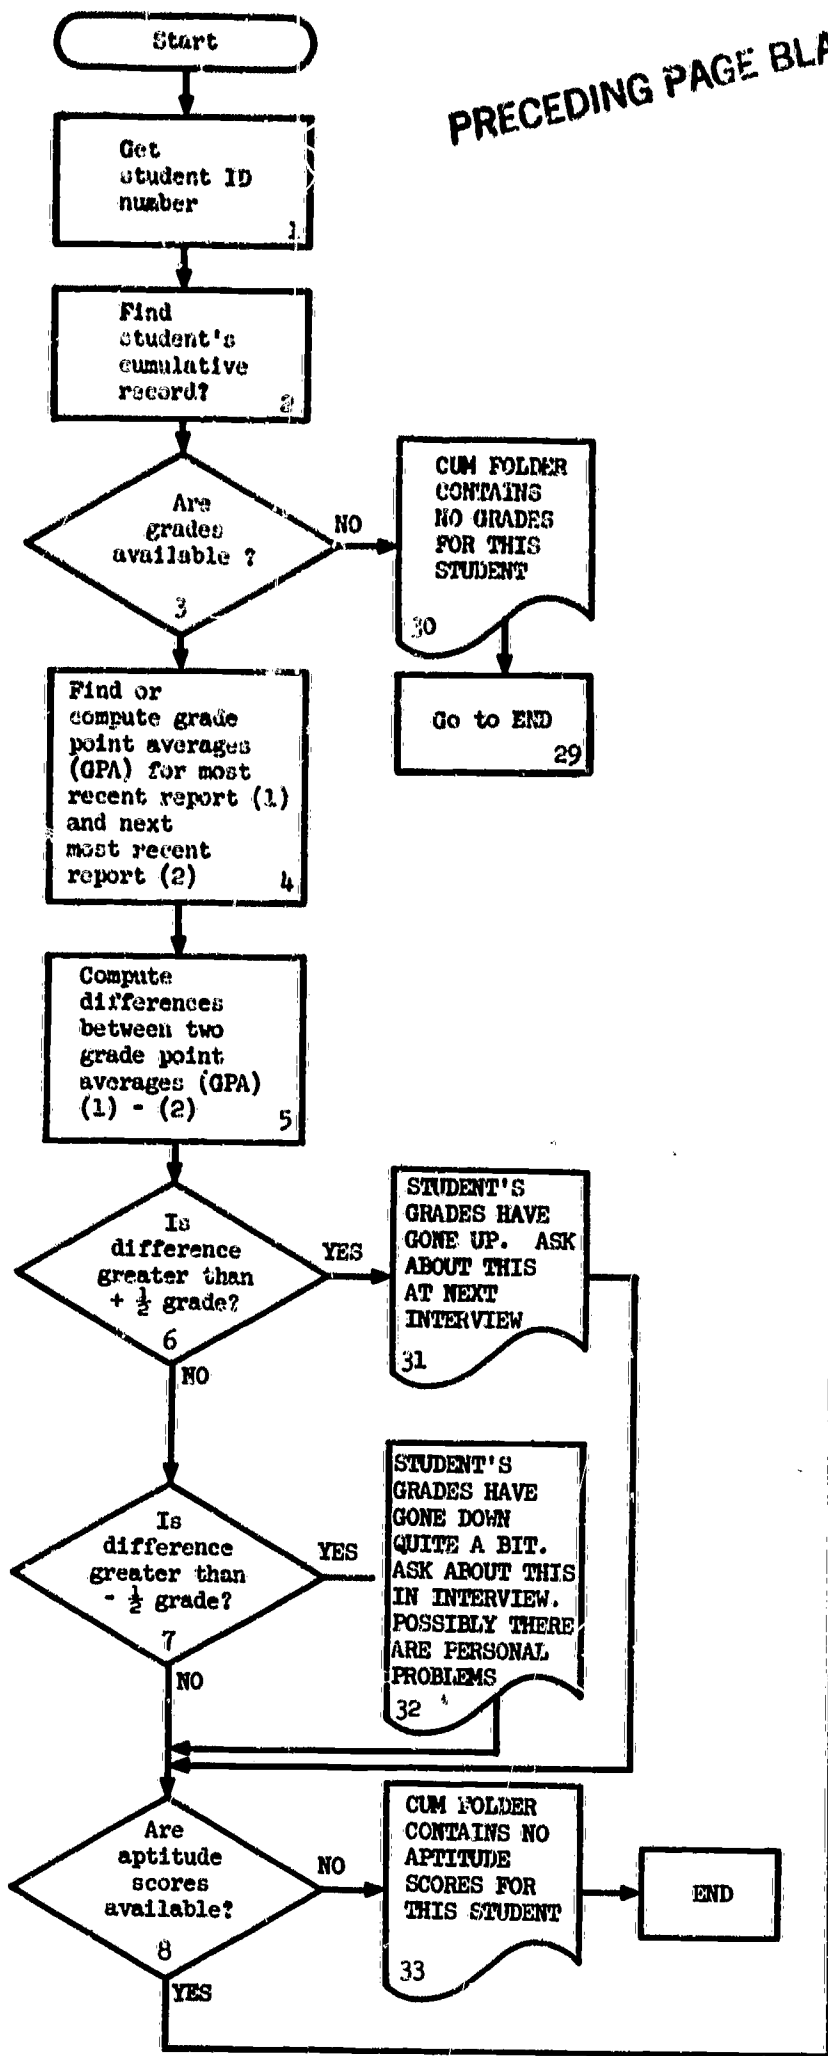 Start
PRECEDING PAGE BLA
Get
student ID
number
1
Find
student's
cumulative
record?
2
Are
grades
available ?
3
NO
CUM FOLDER
CONTAINS
NO GRADES
FOR THIS
STUDENT
30
Go to END
29
Find or
compute grade
point averages
(GPA) for most
recent report (1)
and next
most recent
report (2)
4
Compute
differences
between two
grade point
averages (GPA)
(1) - (2)
5
Is
difference
greater than
+ ½ grade?
6
YES
STUDENT'S
GRADES HAVE
GONE UP. ASK
ABOUT THIS
AT NEXT
INTERVIEW
31
NO
Is
difference
greater than
- ½ grade?
7
YES
STUDENT'S
GRADES HAVE
GONE DOWN
QUITE A BIT.
ASK ABOUT THIS
IN INTERVIEW.
POSSIBLY THERE
ARE PERSONAL
PROBLEMS
32
NO
Are
aptitude
scores
available?
8
NO
CUM FOLDER
CONTAINS NO
APTITUDE
SCORES FOR
THIS STUDENT
33
END
YES